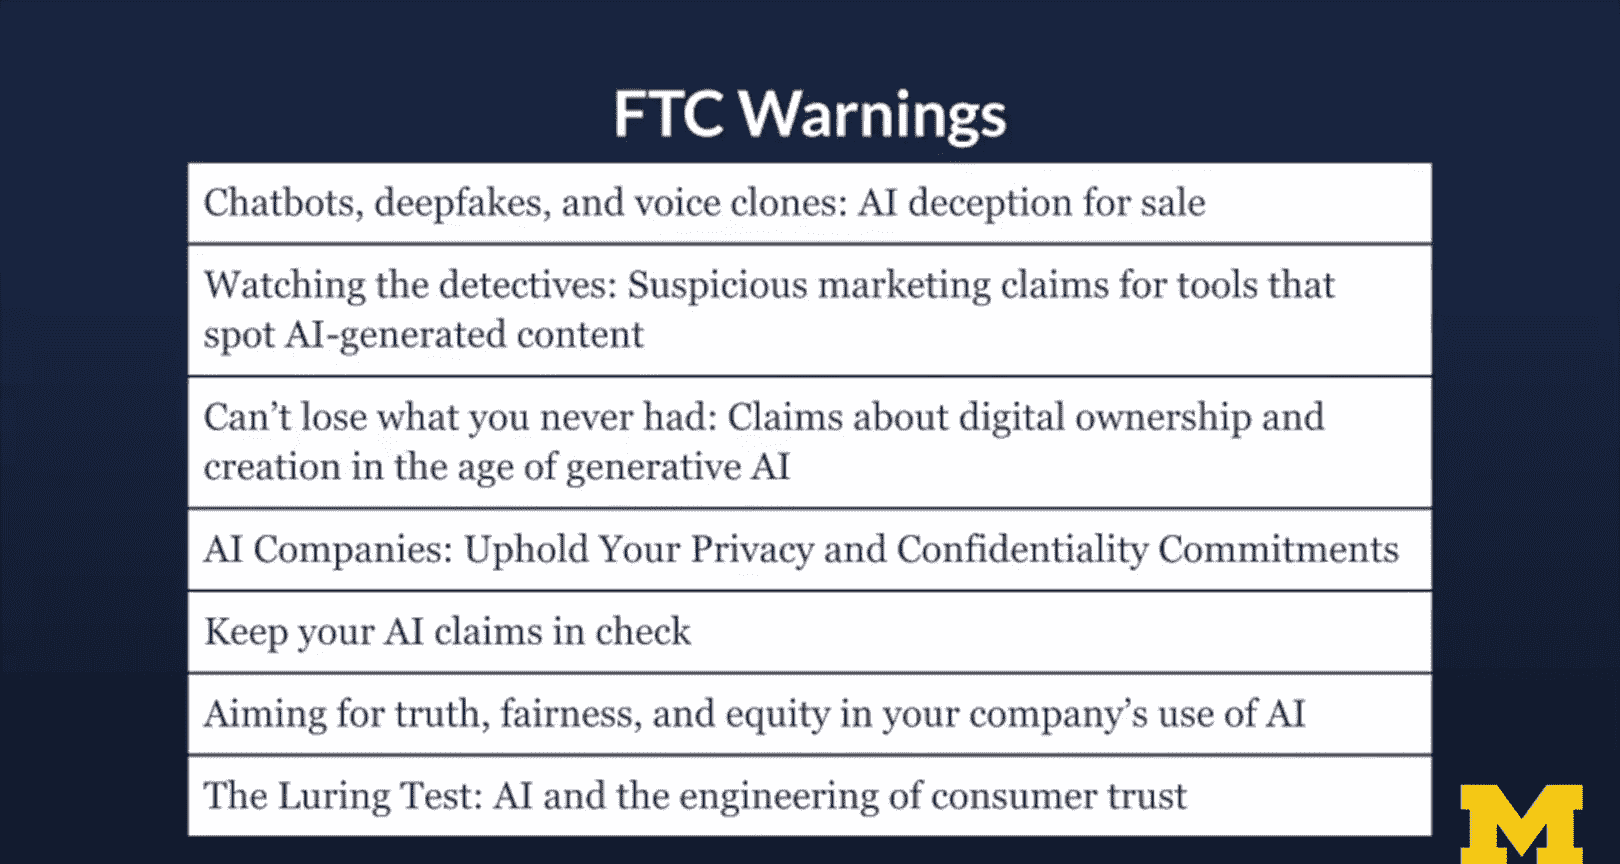 FTC Warnings
Chatbots, deepfakes, and voice clones: AI deception for sale
Watching the detectives: Suspicious marketing claims for tools that
spot AI-generated content
Can’t lose what you never had: Claims about digital ownership and
creation in the age of generative AI
AI Companies: Uphold Your Privacy and Confidentiality Commitments
Keep your AI claims in check
Aiming for truth, fairness, and equity in your company’s use of AI
The Luring Test: AI and the engineering of consumer trust
M